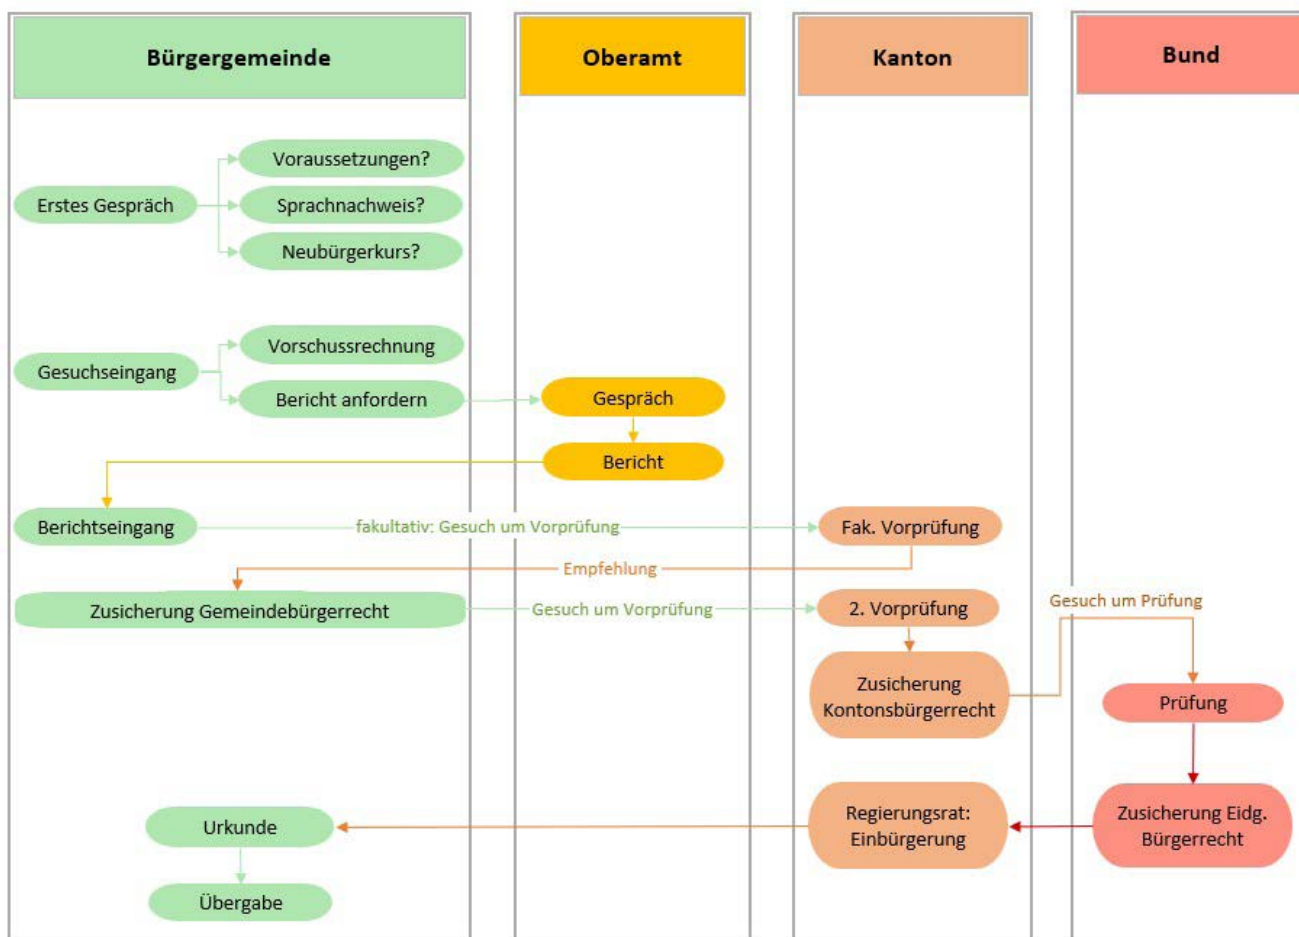 Bürgergemeinde
Oberamt
Kanton
Bund
Voraussetzungen?
Erstes Gespräch
Sprachnachweis?
Neubürgerkurs?
Vorschussrechnung
Gesuchseingang
Bericht anfordern
Gespräch
Bericht
Berichtseingang
fakultativ: Gesuch um Vorprüfung
Fak. Vorprüfung
Empfehlung
Zusicherung Gemeindebürgerrecht
Gesuch um Vorprüfung
2. Vorprüfung
Gesuch um Prüfung
Zusicherung
Kontonsbürgerrecht
Prüfung
Urkunde
Regierungsrat:
Einbürgerung
Zusicherung Eidg.
Bürgerrecht
Übergabe